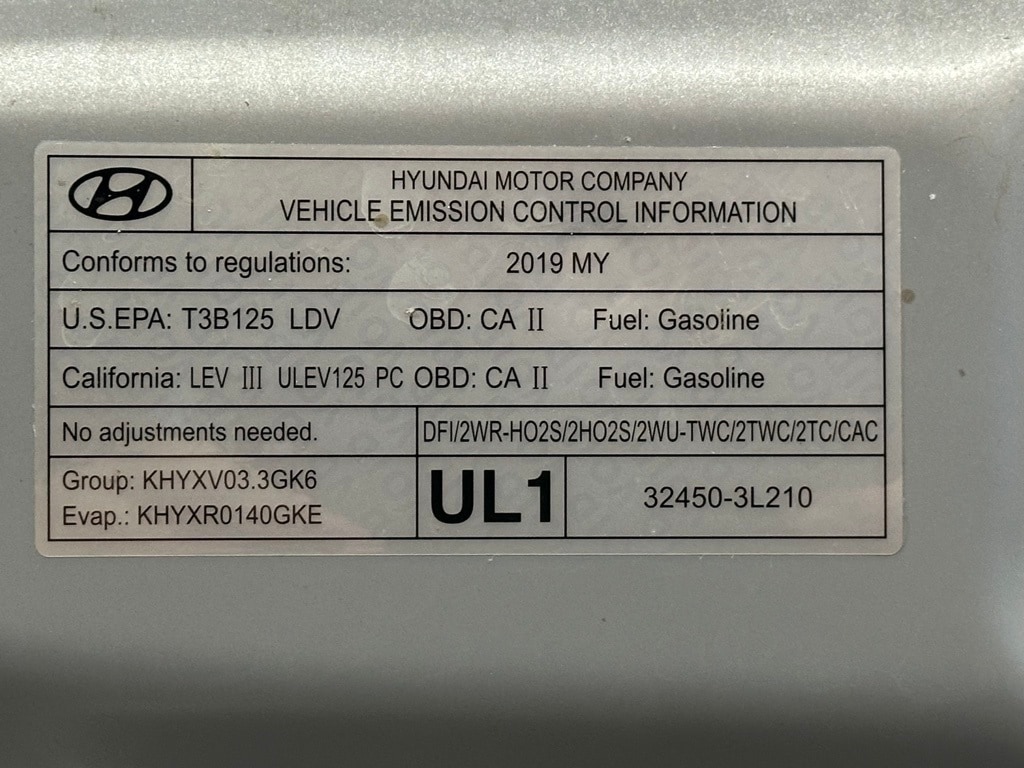 HYUNDAI MOTOR COMPANY
VEHICLE EMISSION CONTROL INFORMATION
Conforms to regulations: 2019 MY
U.S.EPA: T3B125 LDV OBD: CA II Fuel: Gasoline
California: LEV III ULEV125 PC OBD: CA II Fuel: Gasoline
No adjustments needed. DFI/2WR-HO2S/2HO2S/2WU-TWC/2TWC/2TC/CAC
Group: KHYXV03.3GK6
Evap.: KHYXR0140GKE
UL1 32450-3L210